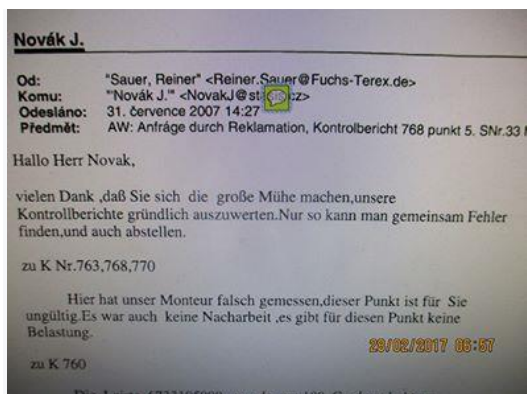 Novák J.
Od: "Sauer, Reiner" <Reiner.Sauer@Fuchs-Terex.de>
Komu: "'Novák J.'" <NovakJ@st cz>
Odesláno: 31. července 2007 14:27
Předmět: AW: Anfráge durch Reklamation, Kontrolbericht 768 punkt 5. SNr.33
Hallo Herr Novak,
vielen Dank ,daß Sie sich die große Mühe machen,unsere
Kontrollberichte gründlich auszuwerten.Nur so kann man gemeinsam Fehler
finden,und auch abstellen.
zu K Nr.763,768,770
Hier hat unser Monteur falsch gemessen,dieser Punkt ist für Sie
ungültig.Es war auch keine Nacharbeit ,es gibt für diesen Punkt keine
Belastung.
29/02/2017 06:57
zu K 760